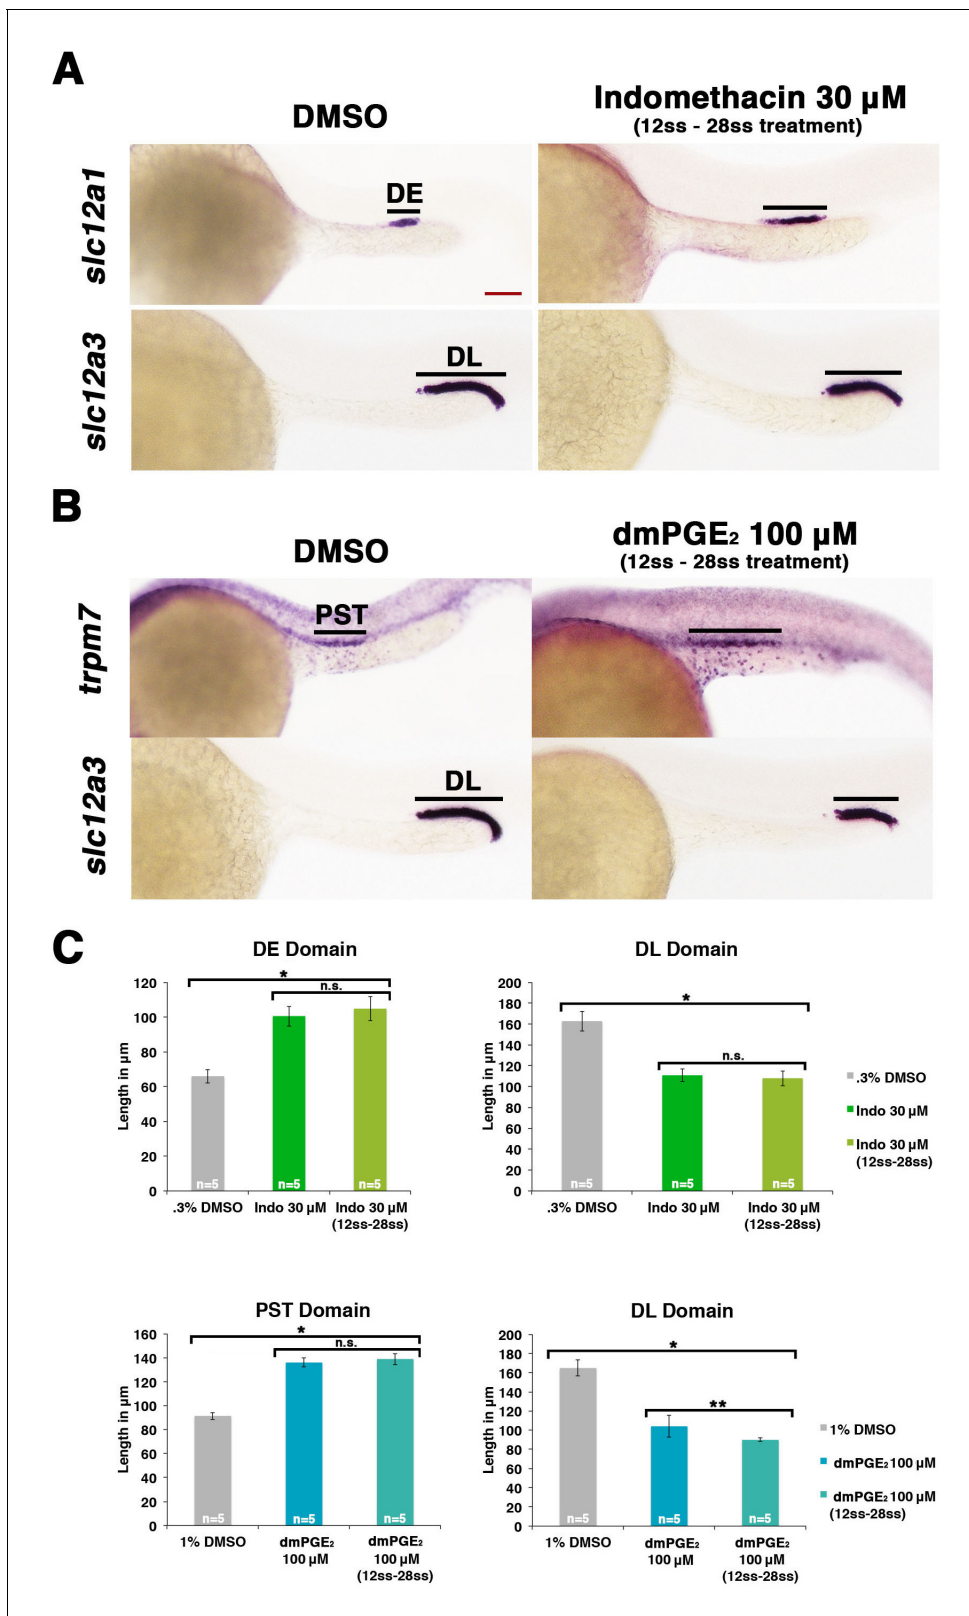 A
DMSO
Indomethacin 30 µM
(12ss - 28ss treatment)
slc12a1
DE
slc12a3
DL
B
DMSO
dmPGE₂ 100 µM
(12ss - 28ss treatment)
trpm7
PST
slc12a3
DL
C
DE Domain
Length in µm
120
100
80
60
40
20
0
*
n.s.
n=5
n=5
n=5
.3% DMSO
Indo 30 µM
Indo 30 µM
(12ss-28ss)
DL Domain
Length in µm
200
180
160
140
120
100
80
60
40
20
0
*
n.s.
n=5
n=5
n=5
.3% DMSO
Indo 30 µM
Indo 30 µM
(12ss-28ss)
.3% DMSO
Indo 30 µM
Indo 30 µM
(12ss-28ss)
PST Domain
Length in µm
160
140
120
100
80
60
40
20
0
*
n.s.
n=5
n=5
n=5
1% DMSO
dmPGE₂
100 µM
dmPGE₂
100 µM
(12ss-28ss)
DL Domain
Length in µm
200
180
160
140
120
100
80
60
40
20
0
*
**
n=5
n=5
n=5
1% DMSO
dmPGE₂
100 µM
dmPGE₂
100 µM
(12ss-28ss)
1% DMSO
dmPGE₂ 100 µM
dmPGE₂ 100 µM
(12ss-28ss)